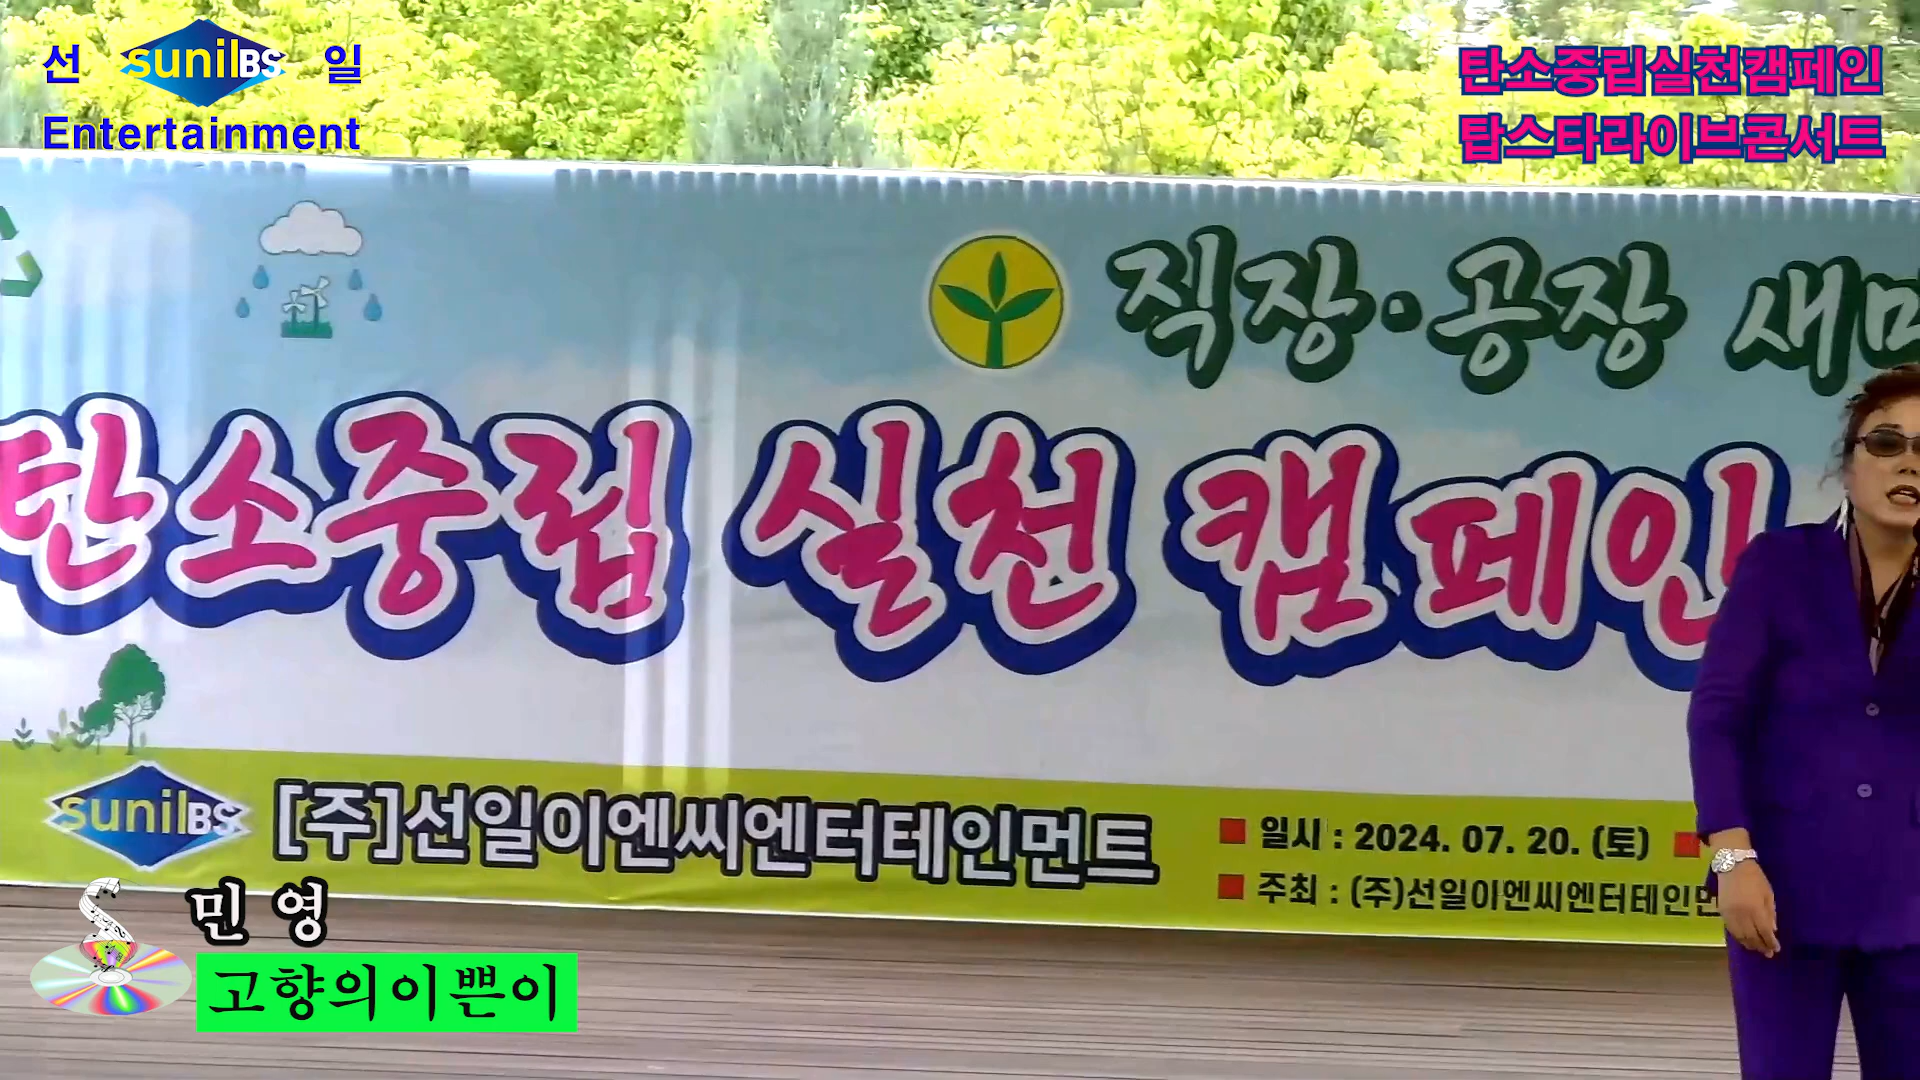 선 sunilBS 일
Entertainment
탄소중립실천캠페인
탑스타라이브콘서트
직장·공장
탄소중립 실천 캠페인
sunilBS [주]선일이엔씨엔터테인먼트
일시 : 2024. 07. 20. (토)
주최 : (주)선일이엔씨엔터테인먼
민 영
고향의이쁜이